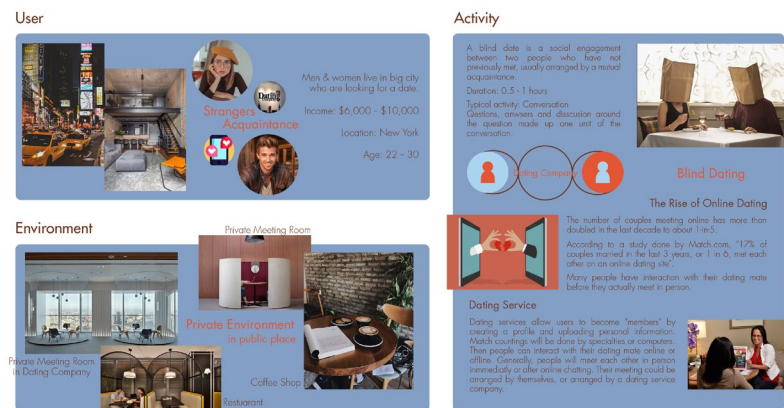 User
Men & women live in big city
who are looking for a date.
Income: $6,000 - $10,000
Location: New York
Age: 22 - 30
Strangers
Acquaintance
Dating
Environment
Private Meeting Room
Private Environment
in public place
Private Meeting Room
in Dating Company
Coffee Shop
Restuarant
Activity
A blind date is a social engagement
between two people who have not
previously met, usually arranged by a mutual
acquaintance.
Duration: 0.5 - 1 hours
Typical activity: Conversation
Qestions, anwsers and disscusion around
the question made up one unit of the
conversation.
Dating Company
Blind Dating
The Rise of Online Dating
The number of couples meeting online has more than
doubled in the last decade to about 1-in-5.
According to a study done by Match.com, "17% of
couples married in the last 3 years, or 1 in 6, met each
other on an online dating site".
Many people have interaction with their dating mate
before they actually meet in person.
Dating Service
Dating services allow users to become "members" by
creating a profile and uploading personal information.
Match countings will be done by specialties or computers.
Then people can interact with their dating mate online or
offline. Generally, people will meet each other in person
immediatly or after online chatting. Their meeting could be
arranged by themselves, or arranged by a dating service
company.